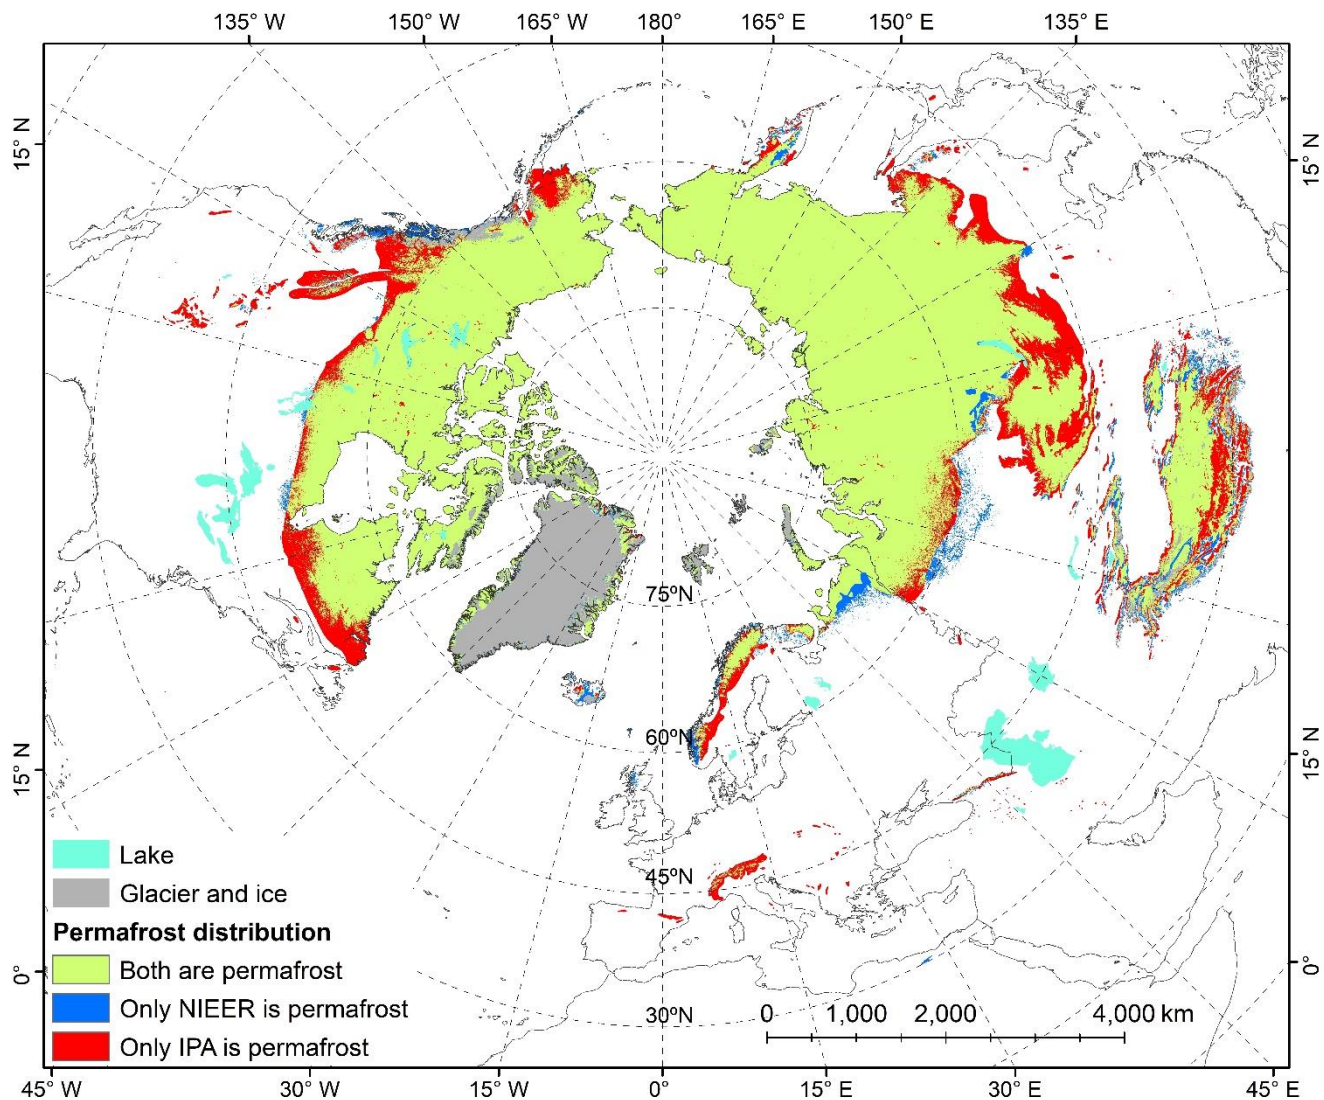 135° W 150° W 165° W 180° 165° E 150° E 135° E
15° N
15° N
75°N
60°N
15° N
15° N
45°N
30°N
0°
0°
Lake
Glacier and ice
Permafrost distribution
Both are permafrost
Only NIEER is permafrost
Only IPA is permafrost
0 1,000 2,000 4,000 km
45° W 30° W 15° W 0° 15° E 30° E 45° E